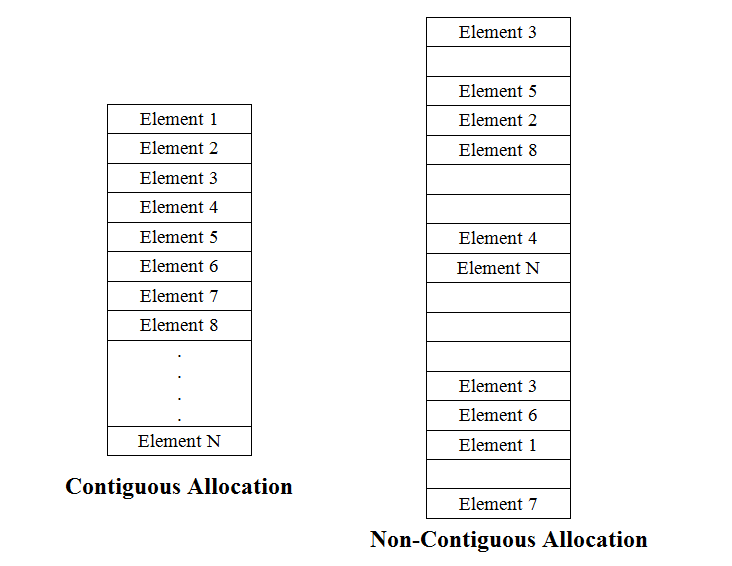 Element 1
Element 2
Element 3
Element 4
Element 5
Element 6
Element 7
Element 8
.
.
.
.
Element N
Contiguous Allocation
Element 3
Element 5
Element 2
Element 8
Element 4
Element N
Element 3
Element 6
Element 1
Element 7
Non-Contiguous Allocation